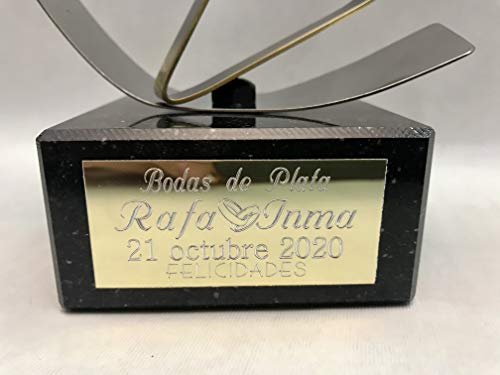 Bodas de Plata
Rafa Inma
21 octubre 2020
FELICIDADES